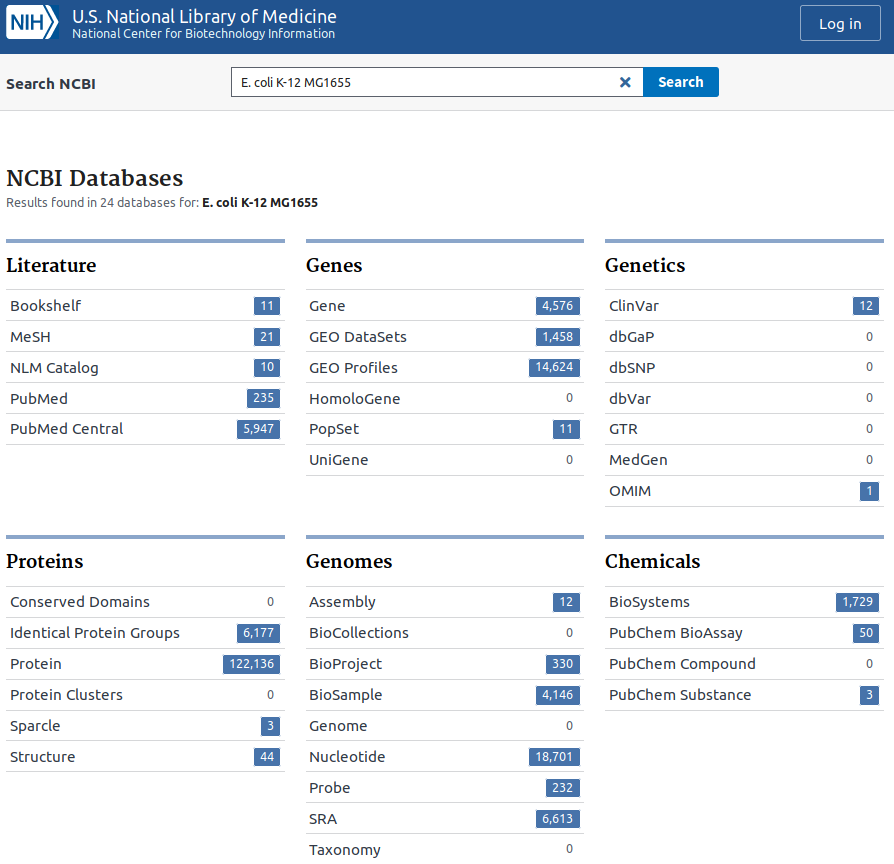 NIH
U.S. National Library of Medicine
National Center for Biotechnology Information
Log in
Search NCBI
E. coli K-12 MG1655
Search
NCBI Databases
Results found in 24 databases for: E. coli K-12 MG1655
Literature
Bookshelf 11
MeSH 21
NLM Catalog 10
PubMed 235
PubMed Central 5,947
Genes
Gene 4,576
GEO DataSets 1,458
GEO Profiles 14,624
HomoloGene 0
PopSet 11
UniGene 0
Genetics
ClinVar 12
dbGaP 0
dbSNP 0
dbVar 0
GTR 0
MedGen 0
OMIM 1
Proteins
Conserved Domains 0
Identical Protein Groups 6,177
Protein 122,136
Protein Clusters 0
Sparcle 3
Structure 44
Genomes
Assembly 12
BioCollections 0
BioProject 330
BioSample 4,146
Genome 0
Nucleotide 18,701
Probe 232
SRA 6,613
Taxonomy 0
Chemicals
BioSystems 1,729
PubChem BioAssay 50
PubChem Compound 0
PubChem Substance 3